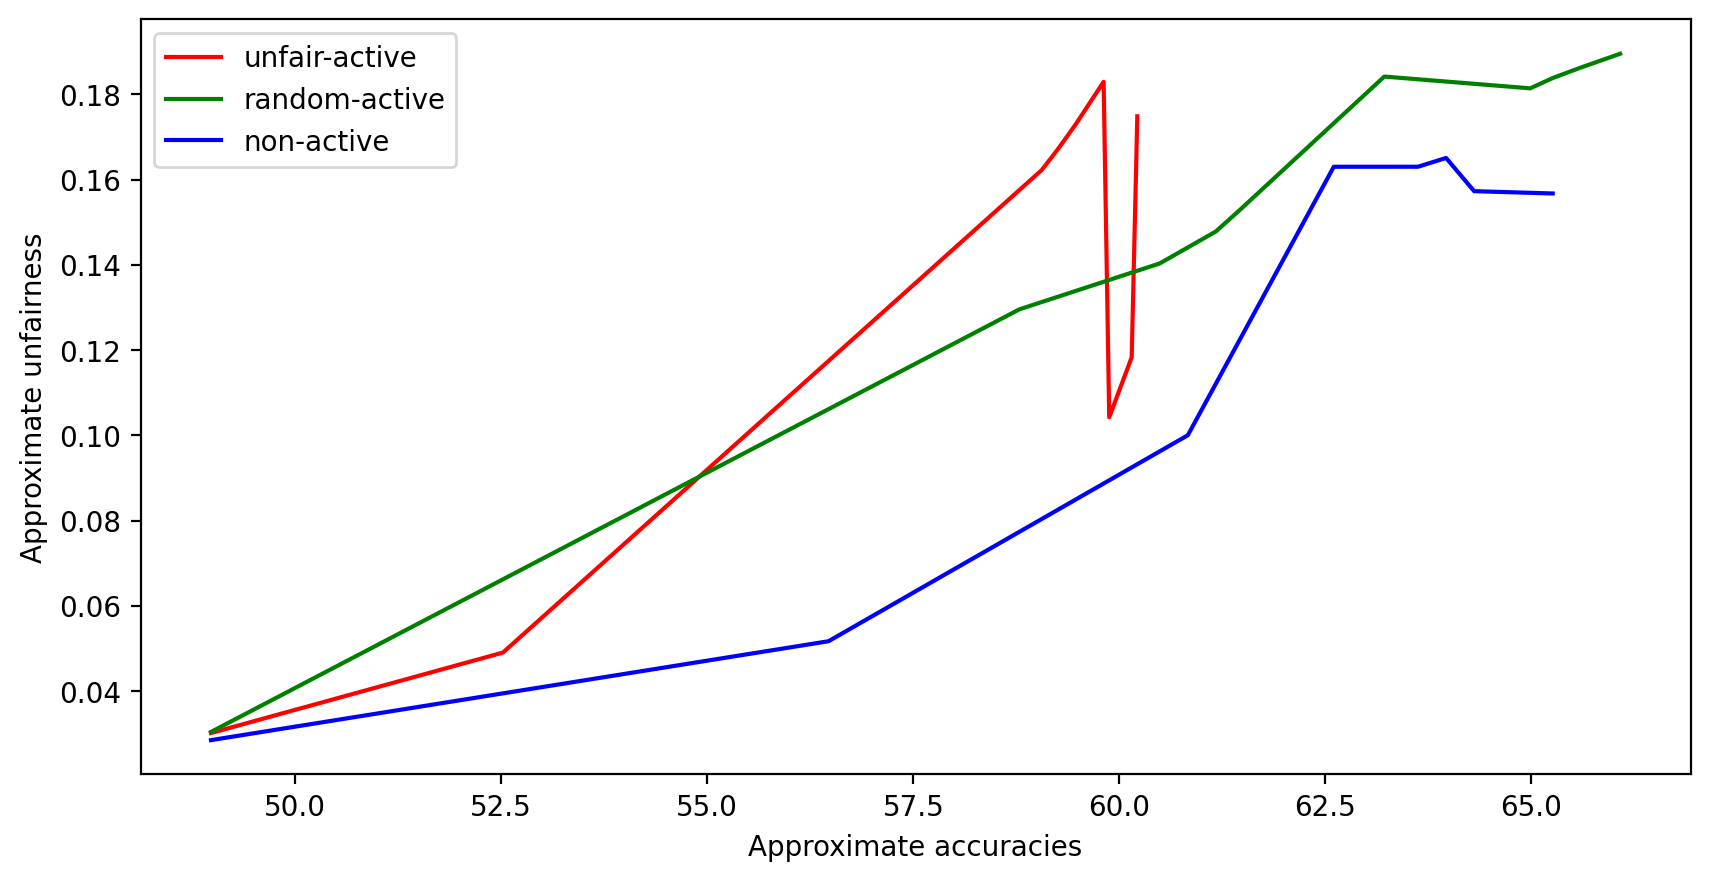 unfair-active
random-active
non-active
Approximate unfairness
0.18
0.16
0.14
0.12
0.10
0.08
0.06
0.04
50.0 52.5 55.0 57.5 60.0 62.5 65.0
Approximate accuracies